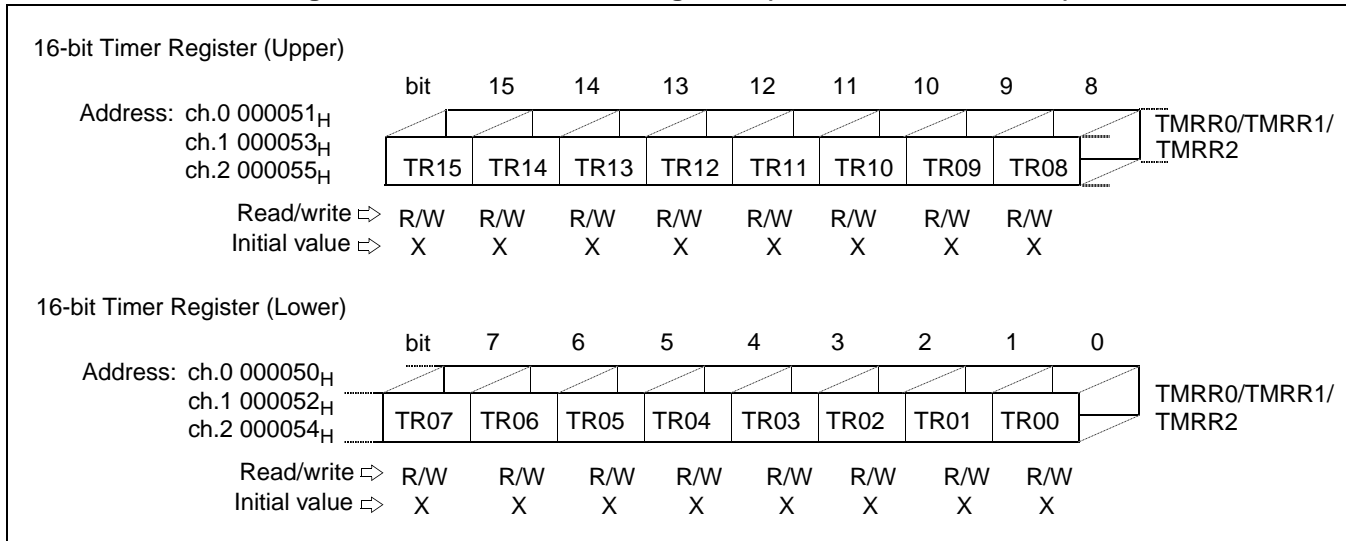 16-bit Timer Register (Upper)
bit 15 14 13 12 11 10 9 8
Address: ch.0 000051H
ch.1 000053H
ch.2 000055H
TR15 TR14 TR13 TR12 TR11 TR10 TR09 TR08
TMRR0/TMRR1/
TMRR2
Read/write ⇨ R/W R/W R/W R/W R/W R/W R/W R/W
Initial value ⇨ X X X X X X X X
16-bit Timer Register (Lower)
bit 7 6 5 4 3 2 1 0
Address: ch.0 000050H
ch.1 000052H
ch.2 000054H
TR07 TR06 TR05 TR04 TR03 TR02 TR01 TR00
TMRR0/TMRR1/
TMRR2
Read/write ⇨ R/W R/W R/W R/W R/W R/W R/W R/W
Initial value ⇨ X X X X X X X X